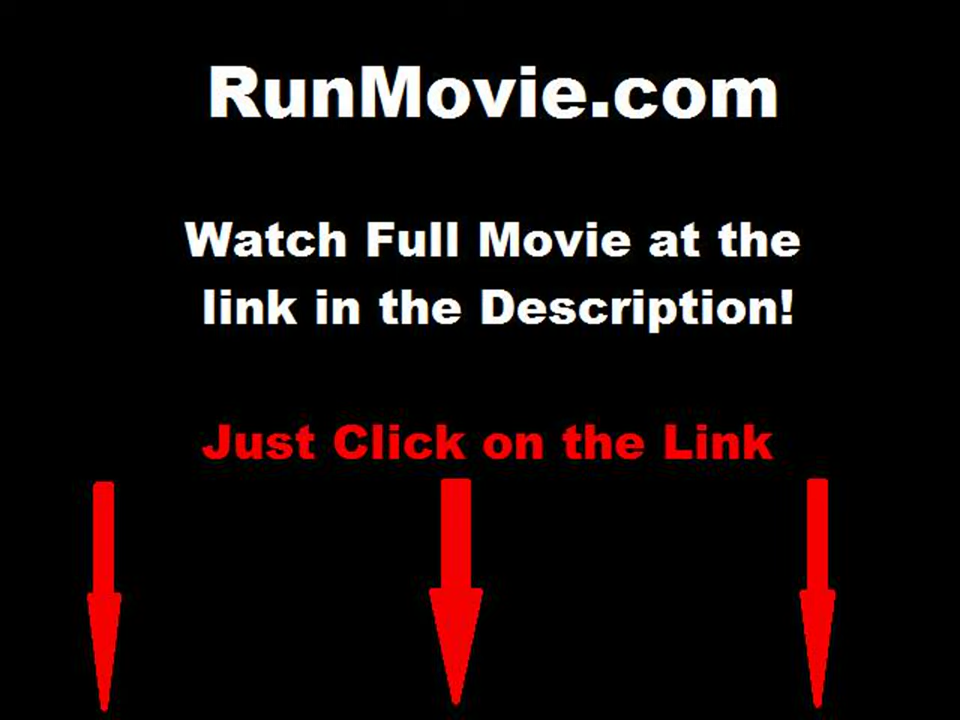 RunMovie.com
Watch Full Movie at the
link in the Description!
Just Click on the Link